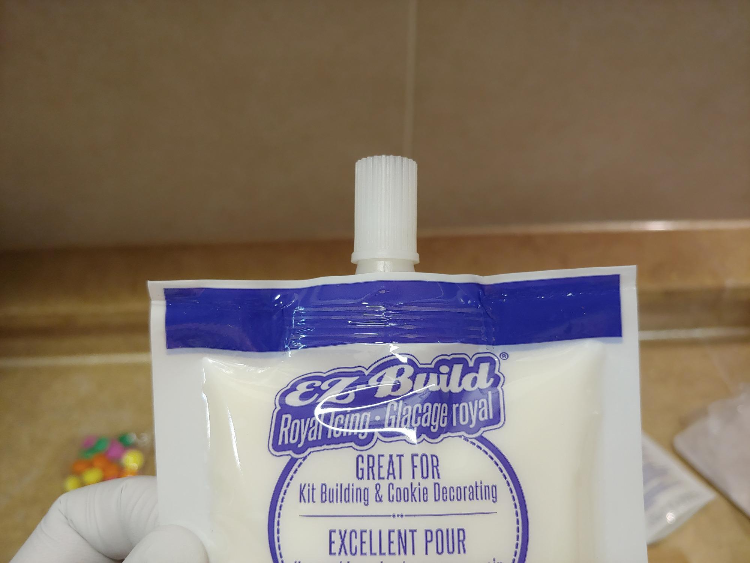 EZ Build®
Royal Icing · Glaçage royal
GREAT FOR
Kit Building & Cookie Decorating
EXCELLENT POUR